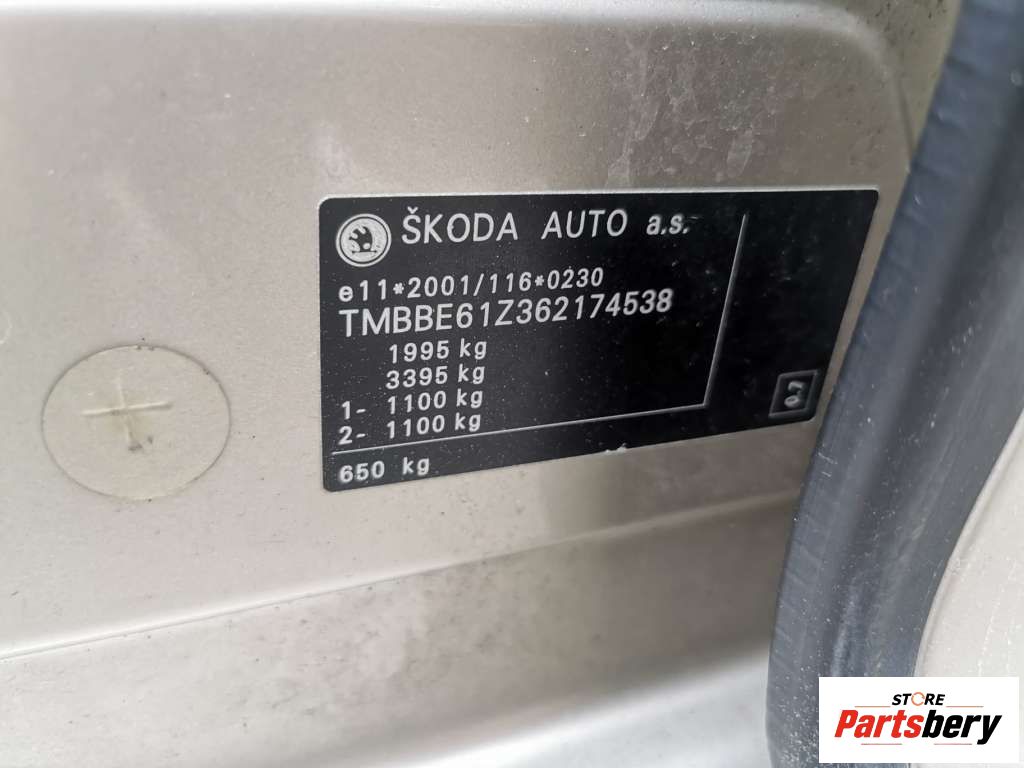 ŠKODA AUTO a.s.
e11*2001/116*0230
TMBBE61Z362174538
1995 kg
3395 kg
1- 1100 kg
2- 1100 kg
650 kg
STORE
Partsbery